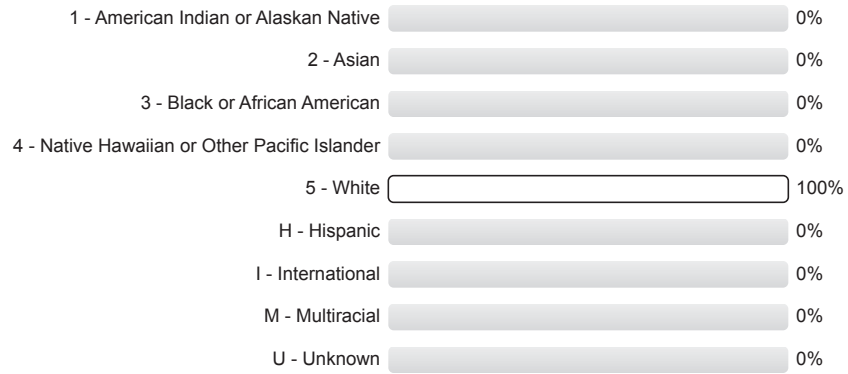 1 - American Indian or Alaskan Native 0%
2 - Asian 0%
3 - Black or African American 0%
4 - Native Hawaiian or Other Pacific Islander 0%
5 - White 100%
H - Hispanic 0%
I - International 0%
M - Multiracial 0%
U - Unknown 0%